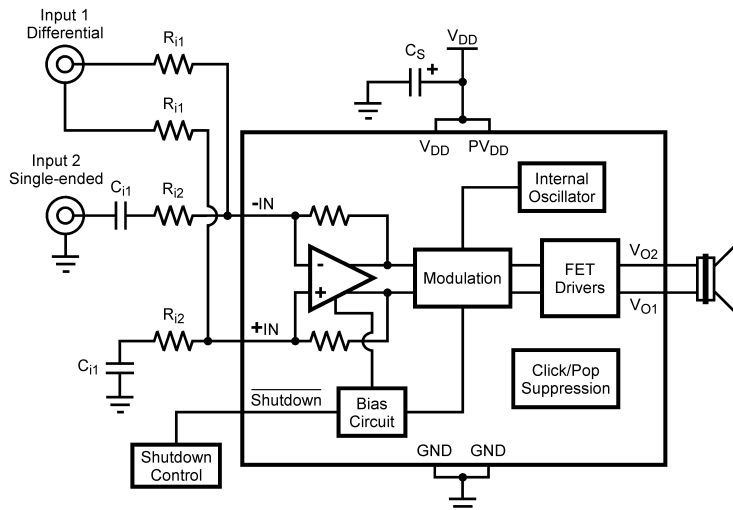 Input 1
Differential
Ri1
Ri1
CS
+
VDD
VDD
PVDD
Input 2
Single-ended
Ci1
Ri2
-IN
Internal
Oscillator
-
+
Modulation
FET
Drivers
VO2
VO1
Ri2
+IN
Ci1
Click/Pop
Suppression
Shutdown
Bias
Circuit
Shutdown
Control
GND
GND